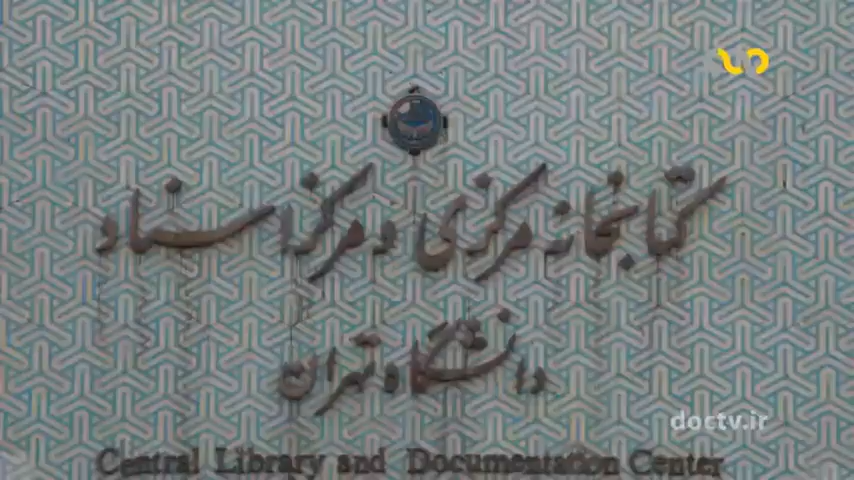 کتابخانه مرکزی و مرکز اسناد
دانشگاه تهران
doctv.ir
Central Library and Documentation Center